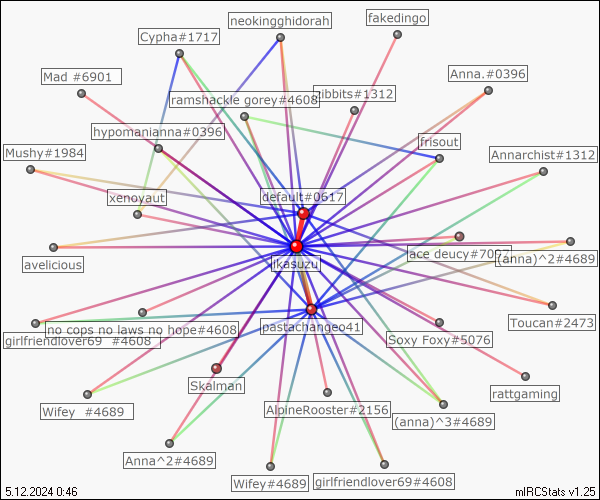 neokingghidorah
fakedingo
Cypha#1717
Mad #6901
Anna.#0396
ramshackle gorey#4608
gibbits#1312
hypomanianna#0396
frisout
Mushy#1984
Annarchist#1312
xenoyaut
default#0617
avelicious
jace deucy#70
(anna)^2#4689
ikasuzu
Toucan#2473
girlfriendlover69 #4608
no cops no laws no hope#4608
pastachangeo41
Soxy Foxy#5076
Skalman
rattgaming
Wifey #4689
AlpineRooster#2156
(anna)^3#4689
Anna^2#4689
Wifey#4689
girlfriendlover69#4608
5.12.2024 0:46
mIRCStats v1.25